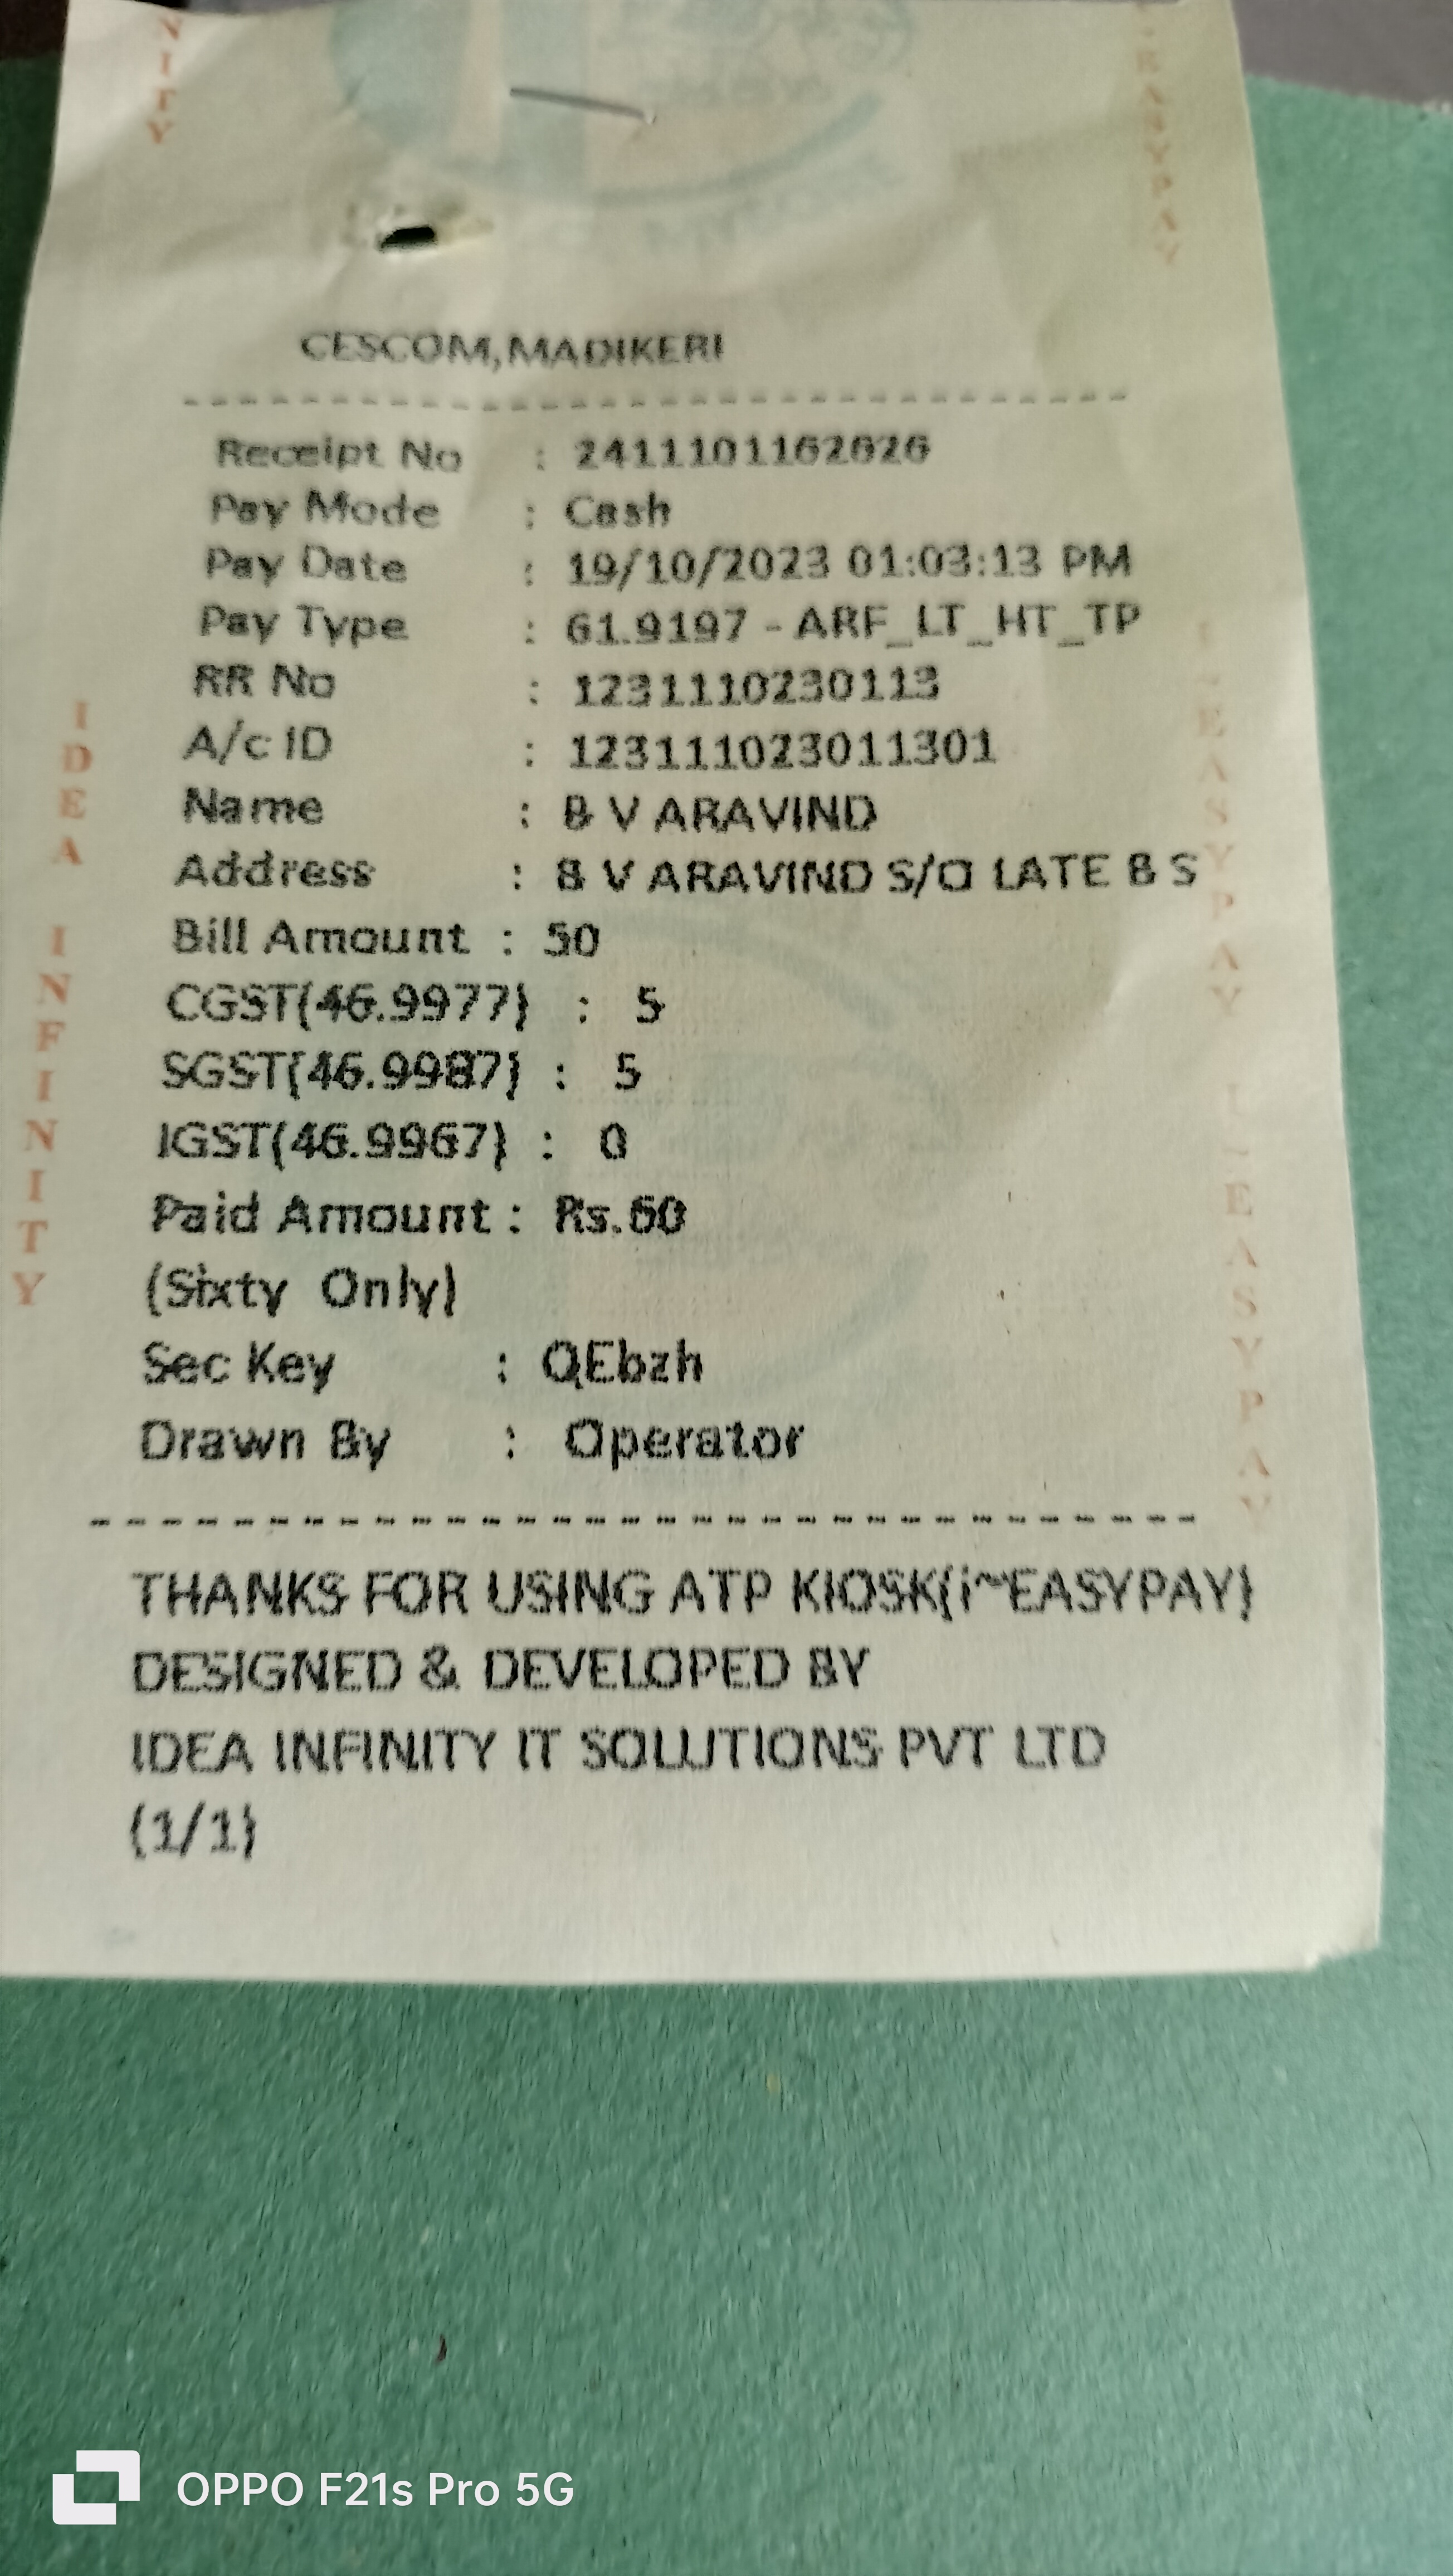 NITY
EASYPAY
CESCOM,MADIKERI
--------------------------------
Receipt No : 2411101162626
Pay Mode : Cash
Pay Date : 19/10/2023 01:03:13 PM
Pay Type : 61.9197 - ARF_LT_HT_TP
RR No : 1231110230113
A/c ID : 123111023011301
Name : B V ARAVIND
Address : B V ARAVIND S/O LATE B S
Bill Amount : 50
CGST(46.9977) : 5
SGST(46.9987) : 5
IGST(46.9967) : 0
Paid Amount : Rs.60
(Sixty Only)
Sec Key : QEbzh
Drawn By : Operator
--------------------------------
THANKS FOR USING ATP KIOSK(i~EASYPAY)
DESIGNED & DEVELOPED BY
IDEA INFINITY IT SOLUTIONS PVT LTD
(1/1)
IDEA INFINITY
I~EASYPAY I~EASYPAY
OPPO F21s Pro 5G